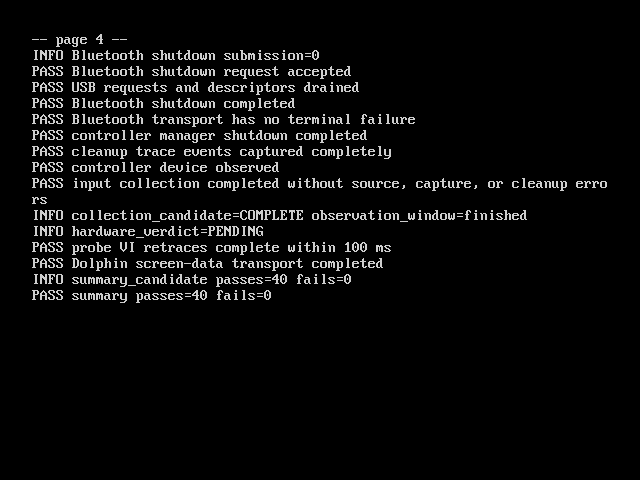 -- page 4 --
INFO Bluetooth shutdown submission=0
PASS Bluetooth shutdown request accepted
PASS USB requests and descriptors drained
PASS Bluetooth shutdown completed
PASS Bluetooth transport has no terminal failure
PASS controller manager shutdown completed
PASS cleanup trace events captured completely
PASS controller device observed
PASS input collection completed without source, capture, or cleanup erro
rs
INFO collection_candidate=COMPLETE observation_window=finished
INFO hardware_verdict=PENDING
PASS probe VI retraces complete within 100 ms
PASS Dolphin screen-data transport completed
INFO summary_candidate passes=40 fails=0
PASS summary passes=40 fails=0